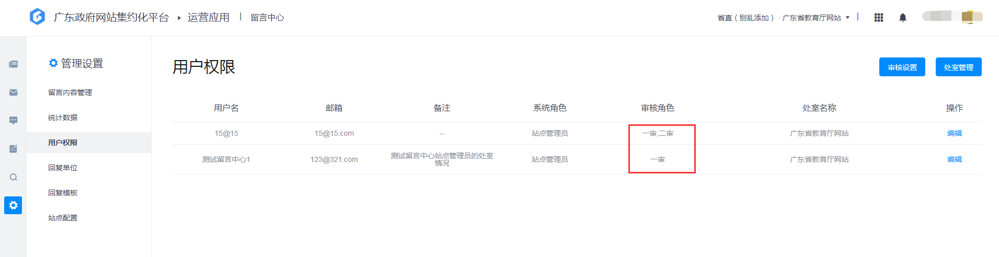 广东政府网站集约化平台 运营应用 留言中心
省直（别乱添加）· 广东省教育厅网站
管理设置
留言内容管理
统计数据
用户权限
回复单位
回复模板
站点配置
用户权限
审核设置 处室管理
用户名 邮箱 备注 系统角色 审核角色 处室名称 操作
15@15 15@15.com -- 站点管理员 一审,二审 广东省教育厅网站 编辑
测试留言中心1 123@321.com 测试留言中心站点管理员的处室
情况 站点管理员 一审 广东省教育厅网站 编辑